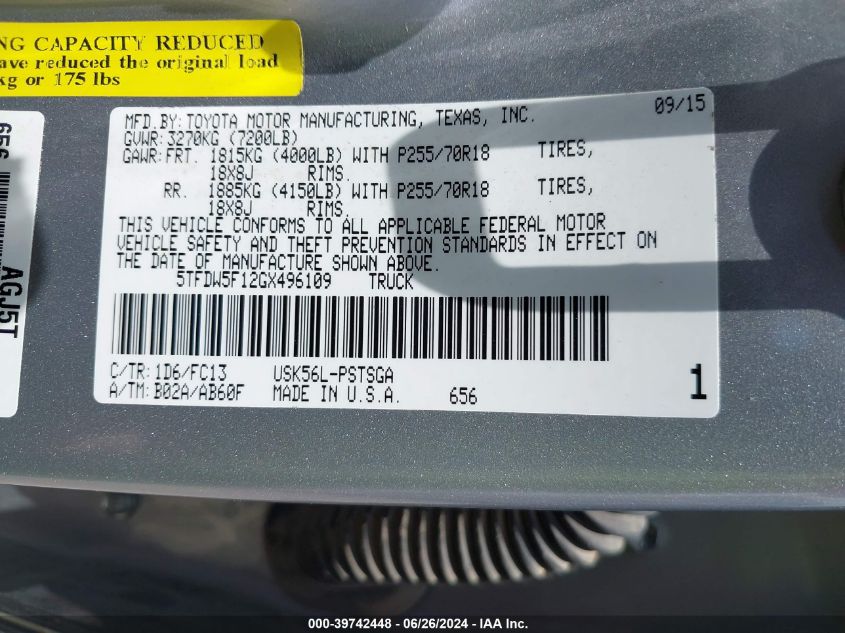 NG CAPACITY REDUCED
ave reduced the original load
kg or 175 lbs
656
AGJ5T
MFD.BY:TOYOTA MOTOR MANUFACTURING, TEXAS, INC. 09/15
GVWR:3270KG (7200LB)
GAWR:FRT. 1815KG (4000LB) WITH P255/70R18 TIRES,
18X8J RIMS.
RR. 1885KG (4150LB) WITH P255/70R18 TIRES,
18X8J RIMS.
THIS VEHICLE CONFORMS TO ALL APPLICABLE FEDERAL MOTOR
VEHICLE SAFETY AND THEFT PREVENTION STANDARDS IN EFFECT ON
THE DATE OF MANUFACTURE SHOWN ABOVE.
5TFDW5F12GX496109 TRUCK
C/TR:1D6/FC13 USK56L-PSTSGA
A/TM:B02A/AB60F MADE IN U.S.A. 656 1
000-39742448 - 06/26/2024 - IAA Inc.